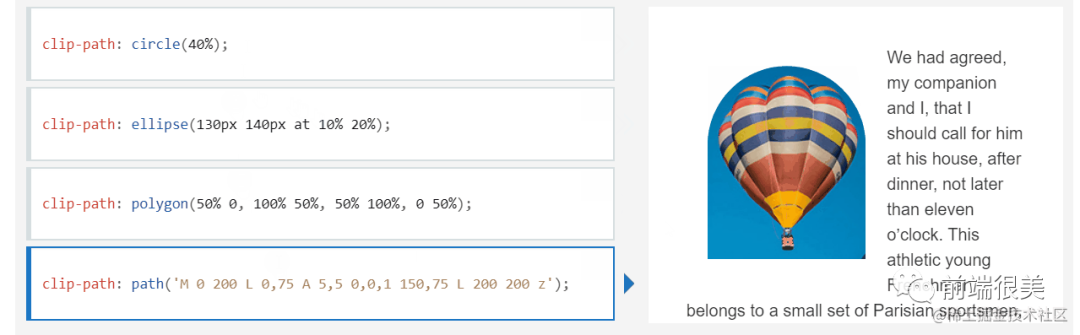 clip-path: circle(40%);
clip-path: ellipse(130px 140px at 10% 20%);
clip-path: polygon(50% 0, 100% 50%, 50% 100%, 0 50%);
clip-path: path('M 0 200 L 0,75 A 5,5 0,0,1 150,75 L 200 200 z');
We had agreed,
my companion
and I, that I
should call for him
at his house, after
dinner, not later
than eleven
o’clock. This
athletic young
belongs to a small set of Parisian sportsmen,
前端很美
@稀土掘金技术社区